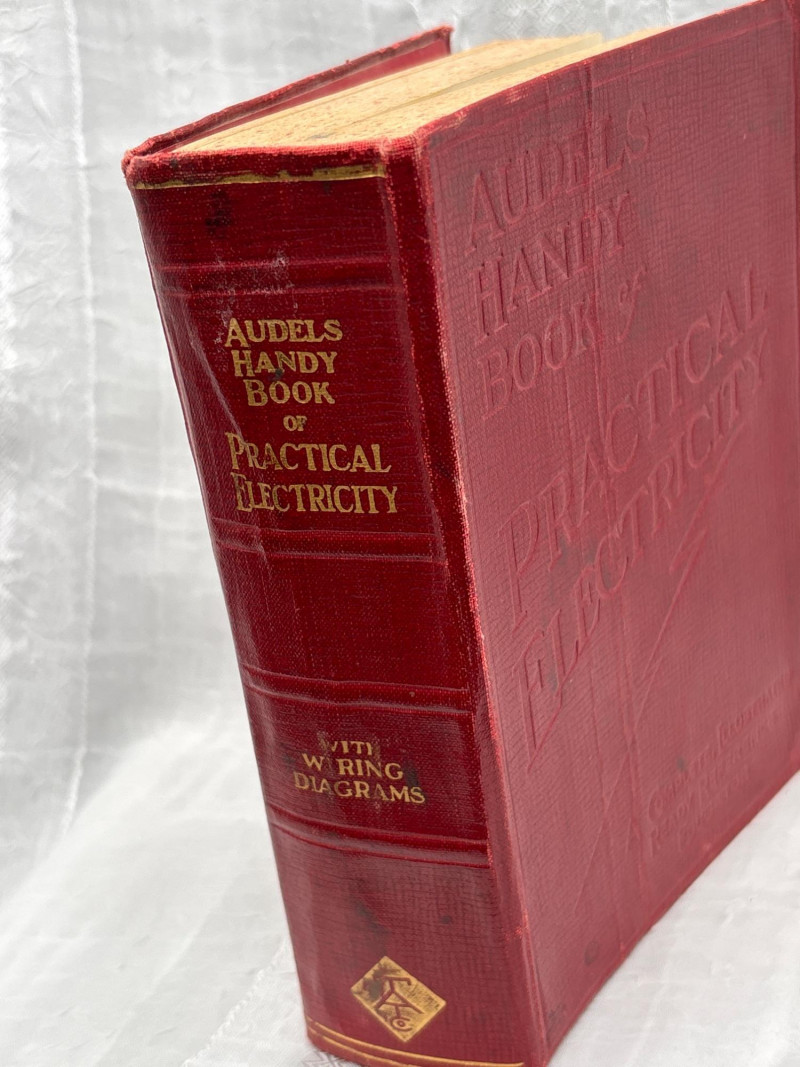 AUDELS
HANDY
BOOK
OF
PRACTICAL
ELECTRICITY
WITH
WIRING
DIAGRAMS
AUDELS
HANDY
BOOK of
PRACTICAL
ELECTRICITY